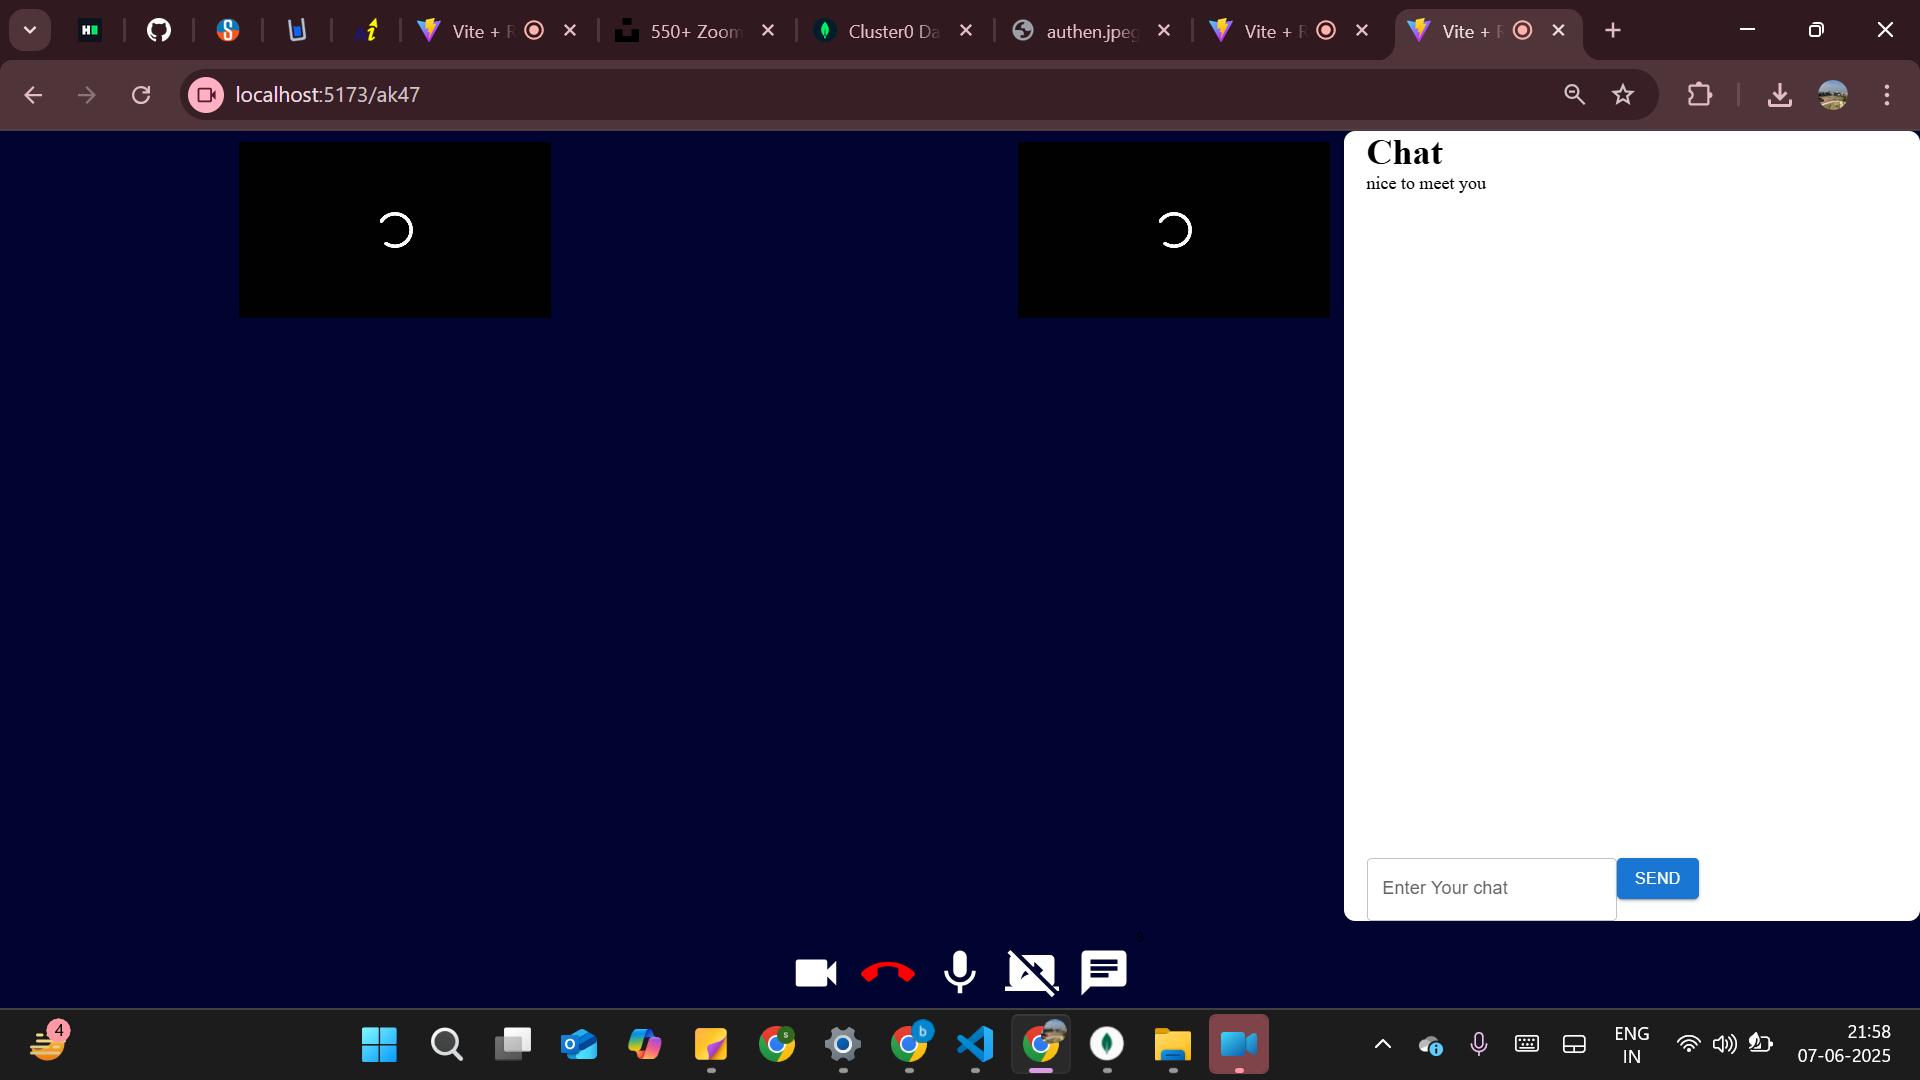 Vite + R
550+ Zoom
Cluster0 Da
authen.jpeg
Vite + R
Vite + R
localhost:5173/ak47
Chat
nice to meet you
Enter Your chat
SEND
4
ENG
IN
21:58
07-06-2025